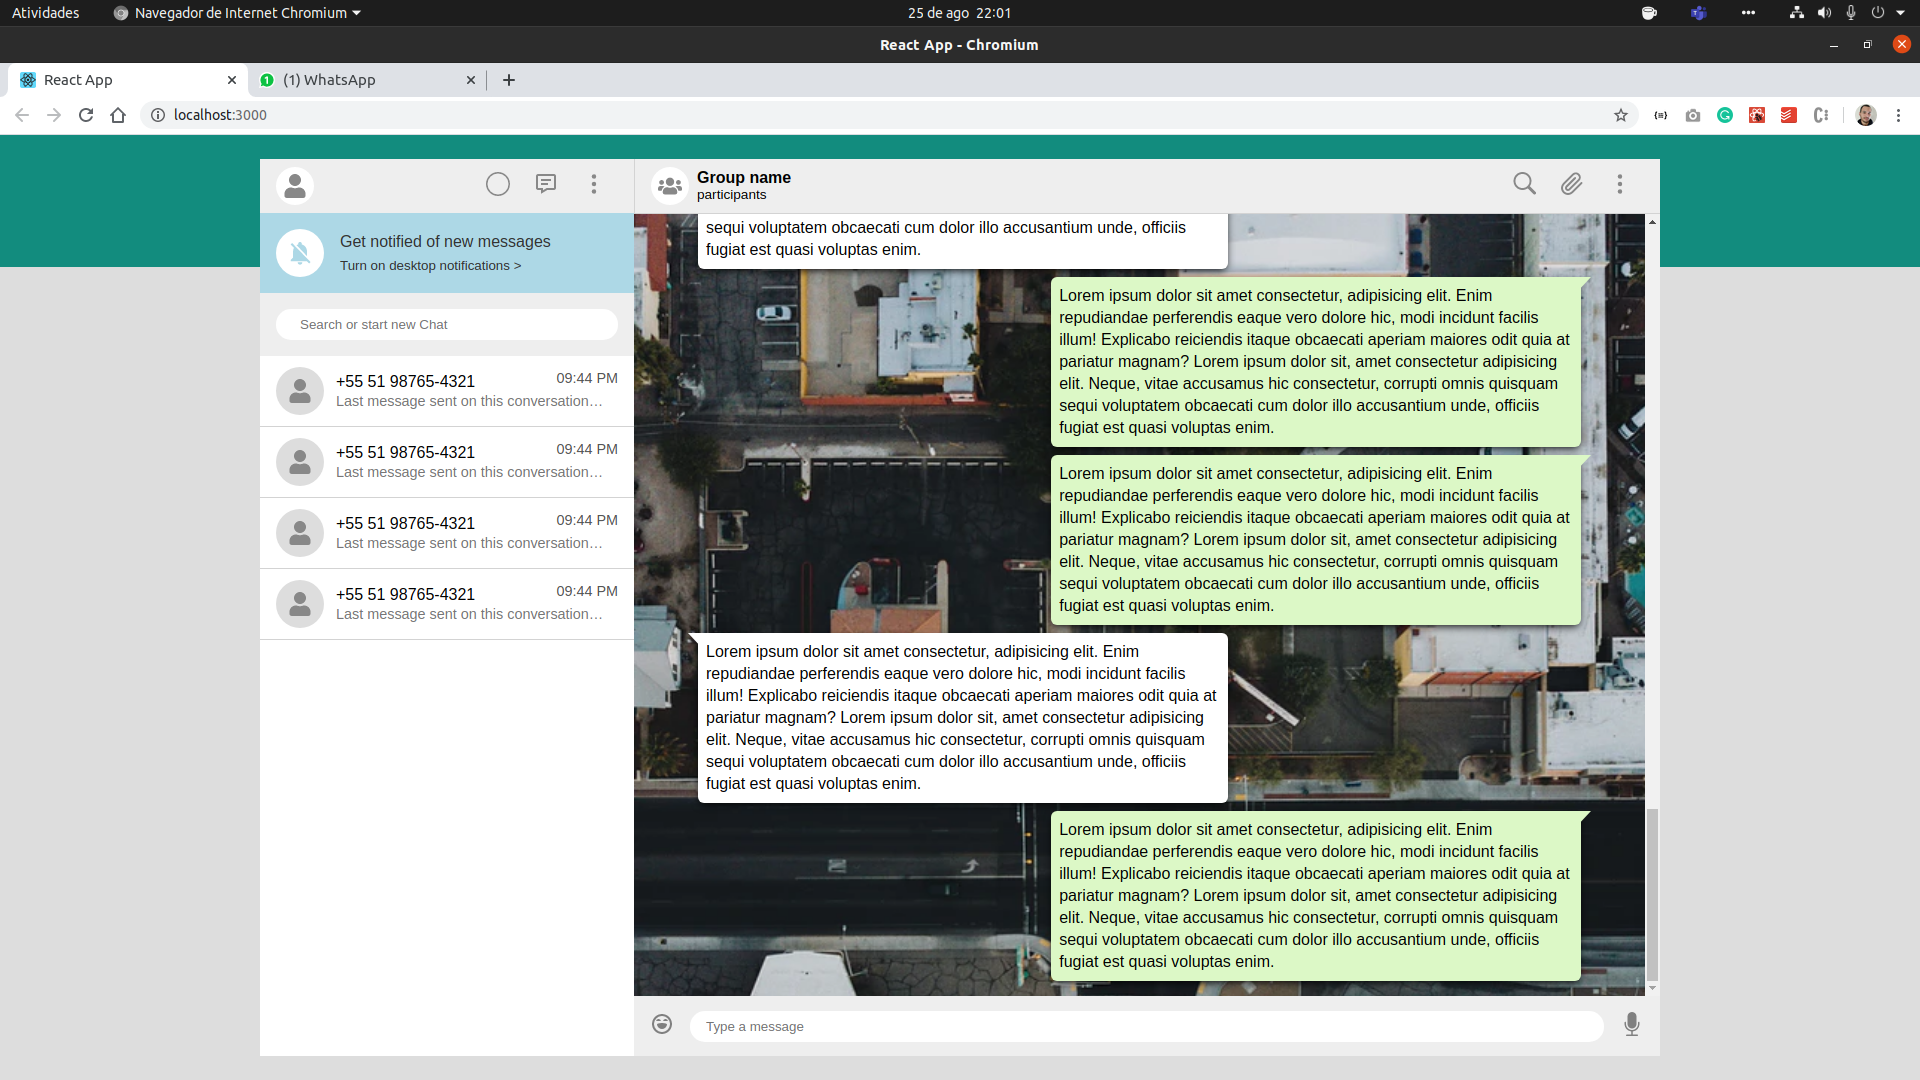 Atividades
Navegador de Internet Chromium
25 de ago 22:01
React App - Chromium
React App
(1) WhatsApp
localhost:3000
Group name
participants
Get notified of new messages
Turn on desktop notifications >
Search or start new Chat
+55 51 98765-4321
09:44 PM
Last message sent on this conversation…
+55 51 98765-4321
09:44 PM
Last message sent on this conversation…
+55 51 98765-4321
09:44 PM
Last message sent on this conversation…
+55 51 98765-4321
09:44 PM
Last message sent on this conversation…
sequi voluptatem obcaecati cum dolor illo accusantium unde, officiis
fugiat est quasi voluptas enim.
Lorem ipsum dolor sit amet consectetur, adipisicing elit. Enim
repudiandae perferendis eaque vero dolore hic, modi incidunt facilis
illum! Explicabo reiciendis itaque obcaecati aperiam maiores odit quia at
pariatur magnam? Lorem ipsum dolor sit, amet consectetur adipisicing
elit. Neque, vitae accusamus hic consectetur, corrupti omnis quisquam
sequi voluptatem obcaecati cum dolor illo accusantium unde, officiis
fugiat est quasi voluptas enim.
Lorem ipsum dolor sit amet consectetur, adipisicing elit. Enim
repudiandae perferendis eaque vero dolore hic, modi incidunt facilis
illum! Explicabo reiciendis itaque obcaecati aperiam maiores odit quia at
pariatur magnam? Lorem ipsum dolor sit, amet consectetur adipisicing
elit. Neque, vitae accusamus hic consectetur, corrupti omnis quisquam
sequi voluptatem obcaecati cum dolor illo accusantium unde, officiis
fugiat est quasi voluptas enim.
Lorem ipsum dolor sit amet consectetur, adipisicing elit. Enim
repudiandae perferendis eaque vero dolore hic, modi incidunt facilis
illum! Explicabo reiciendis itaque obcaecati aperiam maiores odit quia at
pariatur magnam? Lorem ipsum dolor sit, amet consectetur adipisicing
elit. Neque, vitae accusamus hic consectetur, corrupti omnis quisquam
sequi voluptatem obcaecati cum dolor illo accusantium unde, officiis
fugiat est quasi voluptas enim.
Lorem ipsum dolor sit amet consectetur, adipisicing elit. Enim
repudiandae perferendis eaque vero dolore hic, modi incidunt facilis
illum! Explicabo reiciendis itaque obcaecati aperiam maiores odit quia at
pariatur magnam? Lorem ipsum dolor sit, amet consectetur adipisicing
elit. Neque, vitae accusamus hic consectetur, corrupti omnis quisquam
sequi voluptatem obcaecati cum dolor illo accusantium unde, officiis
fugiat est quasi voluptas enim.
Type a message